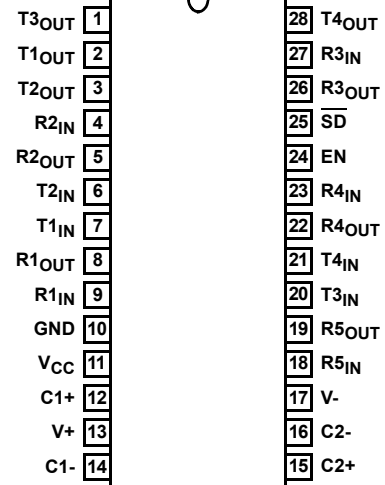 T3OUT 1 28 T4OUT
T1OUT 2 27 R3IN
T2OUT 3 26 R3OUT
R2IN 4 25 S̅D̅
R2OUT 5 24 EN
T2IN 6 23 R4IN
T1IN 7 22 R4OUT
R1OUT 8 21 T4IN
R1IN 9 20 T3IN
GND 10 19 R5OUT
VCC 11 18 R5IN
C1+ 12 17 V-
V+ 13 16 C2-
C1- 14 15 C2+